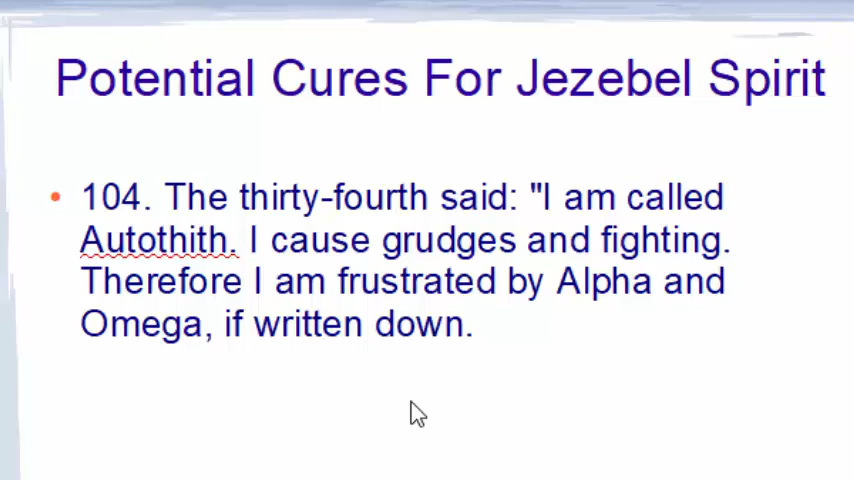 Potential Cures For Jezebel Spirit
• 104. The thirty-fourth said: "I am called
Autothith. I cause grudges and fighting.
Therefore I am frustrated by Alpha and
Omega, if written down.